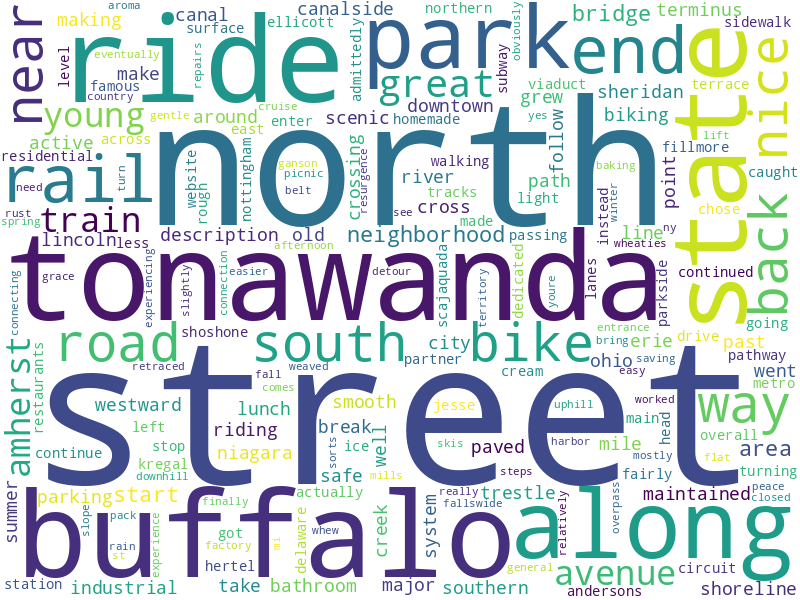 aroma
canal
canalside
northern
bridge
terminus
making
surface
ellicott
sidewalk
near
ride
park
end
state
nice
level
eventually
repairs
admittedly
subway
obviously
make
famous
country
great
viaduct
sheridan
terrace
young
gentle
cruise
around
downtown
grew
biking
active
across
east
enter
scenic
homemade
yes
follow
fillmore
lift
residential
north
ganson
picnic
walking
baking
caught
rail
need
turn
website
rough
nottingham
belt
crossing
resurgence
river
path
point
winter
chose
rust
spring
train
tracks
light
see
cross
made
instead
line
ny
lincoln
less
description
old
neighborhood
passing
wheaties
back
connecting
grace
experiencing
tonawanda
afternoon
slightly
connection
easier
detour
scajaquada
territory
youre
dedicated
lanes
parkside
continued
going
shoshone
road
south
city
bike
entrance
bring
erie
drive
past
amherst
restaurants
retraced
fall
weaved
partner
cream
ohio
saving
pathway
metro
street
comes
easy
went
westward
lunch
smooth
jesse
uphill
worked
way
left
riding
break
main
head
continue
stop
niagara
sorts
ice
well
skis
harbor
mile
mostly
overall
area
kregal
downhill
safe
mills
steps
paved
fairly
flat
turning
summer
parking
start
actually
trestle
maintained
peace
closed
buffalo
slope
pack
finally
got
delaware
really
fallswide
along
overpass
rain
experience
factory
whew
creek
system
relatively
st
hertel
mi
avenue
general
circuit
station
industrial
take
bathroom
major
southern
andersons
shoreline